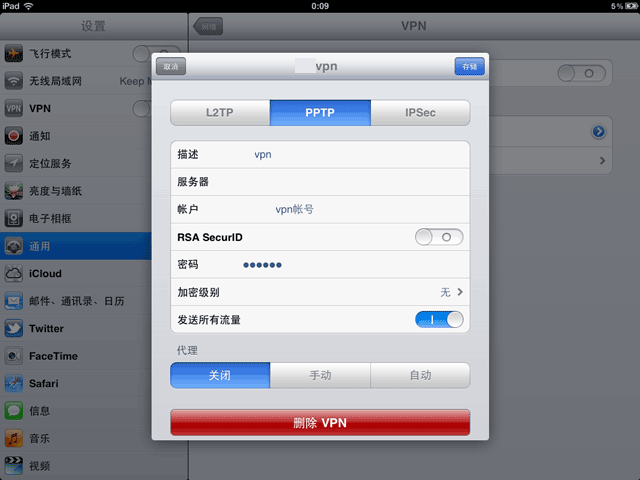 iPad
0:09
5%
设置
网络
VPN
飞行模式
无线局域网 Keep M
VPN
通知
定位服务
亮度与墙纸
电子相框
通用
iCloud
邮件、通讯录、日历
Twitter
FaceTime
Safari
信息
音乐
视频
取消
vpn
存储
L2TP
PPTP
IPSec
描述 vpn
服务器
帐户 vpn帐号
RSA SecurID
密码 ●●●●●●
加密级别 无
发送所有流量
代理
关闭
手动
自动
删除 VPN